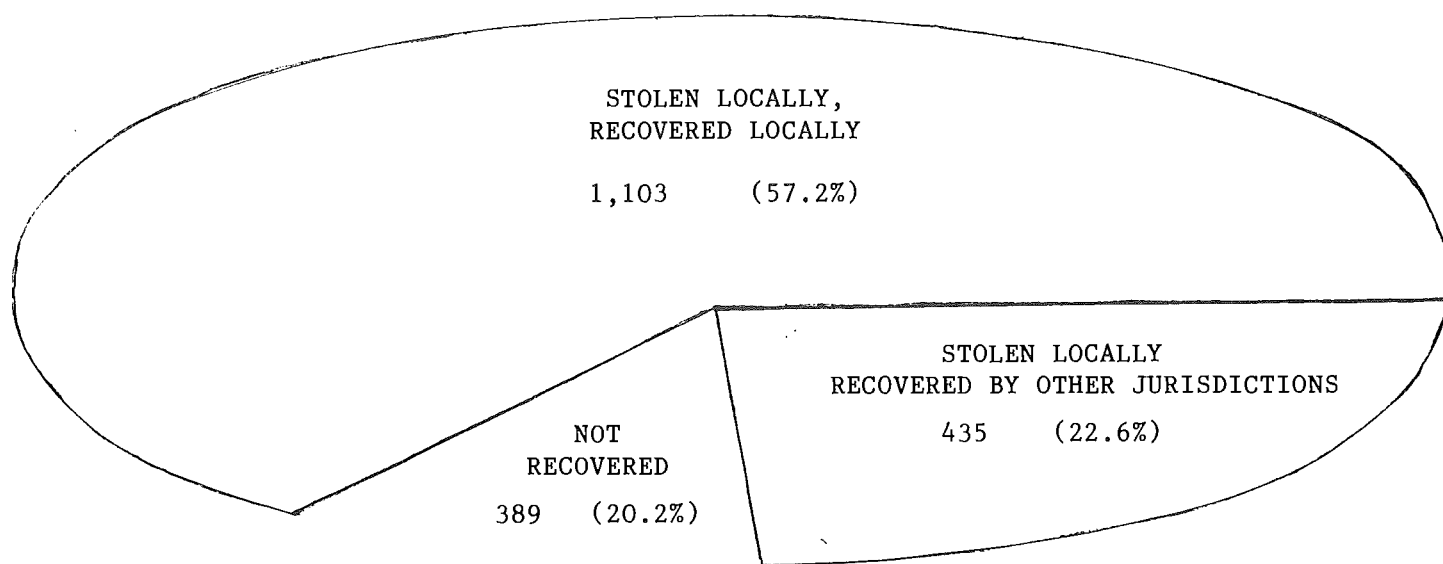 STOLEN LOCALLY,
RECOVERED LOCALLY
1,103 (57.2%)
STOLEN LOCALLY
RECOVERED BY OTHER JURISDICTIONS
435 (22.6%)
NOT
RECOVERED
389 (20.2%)